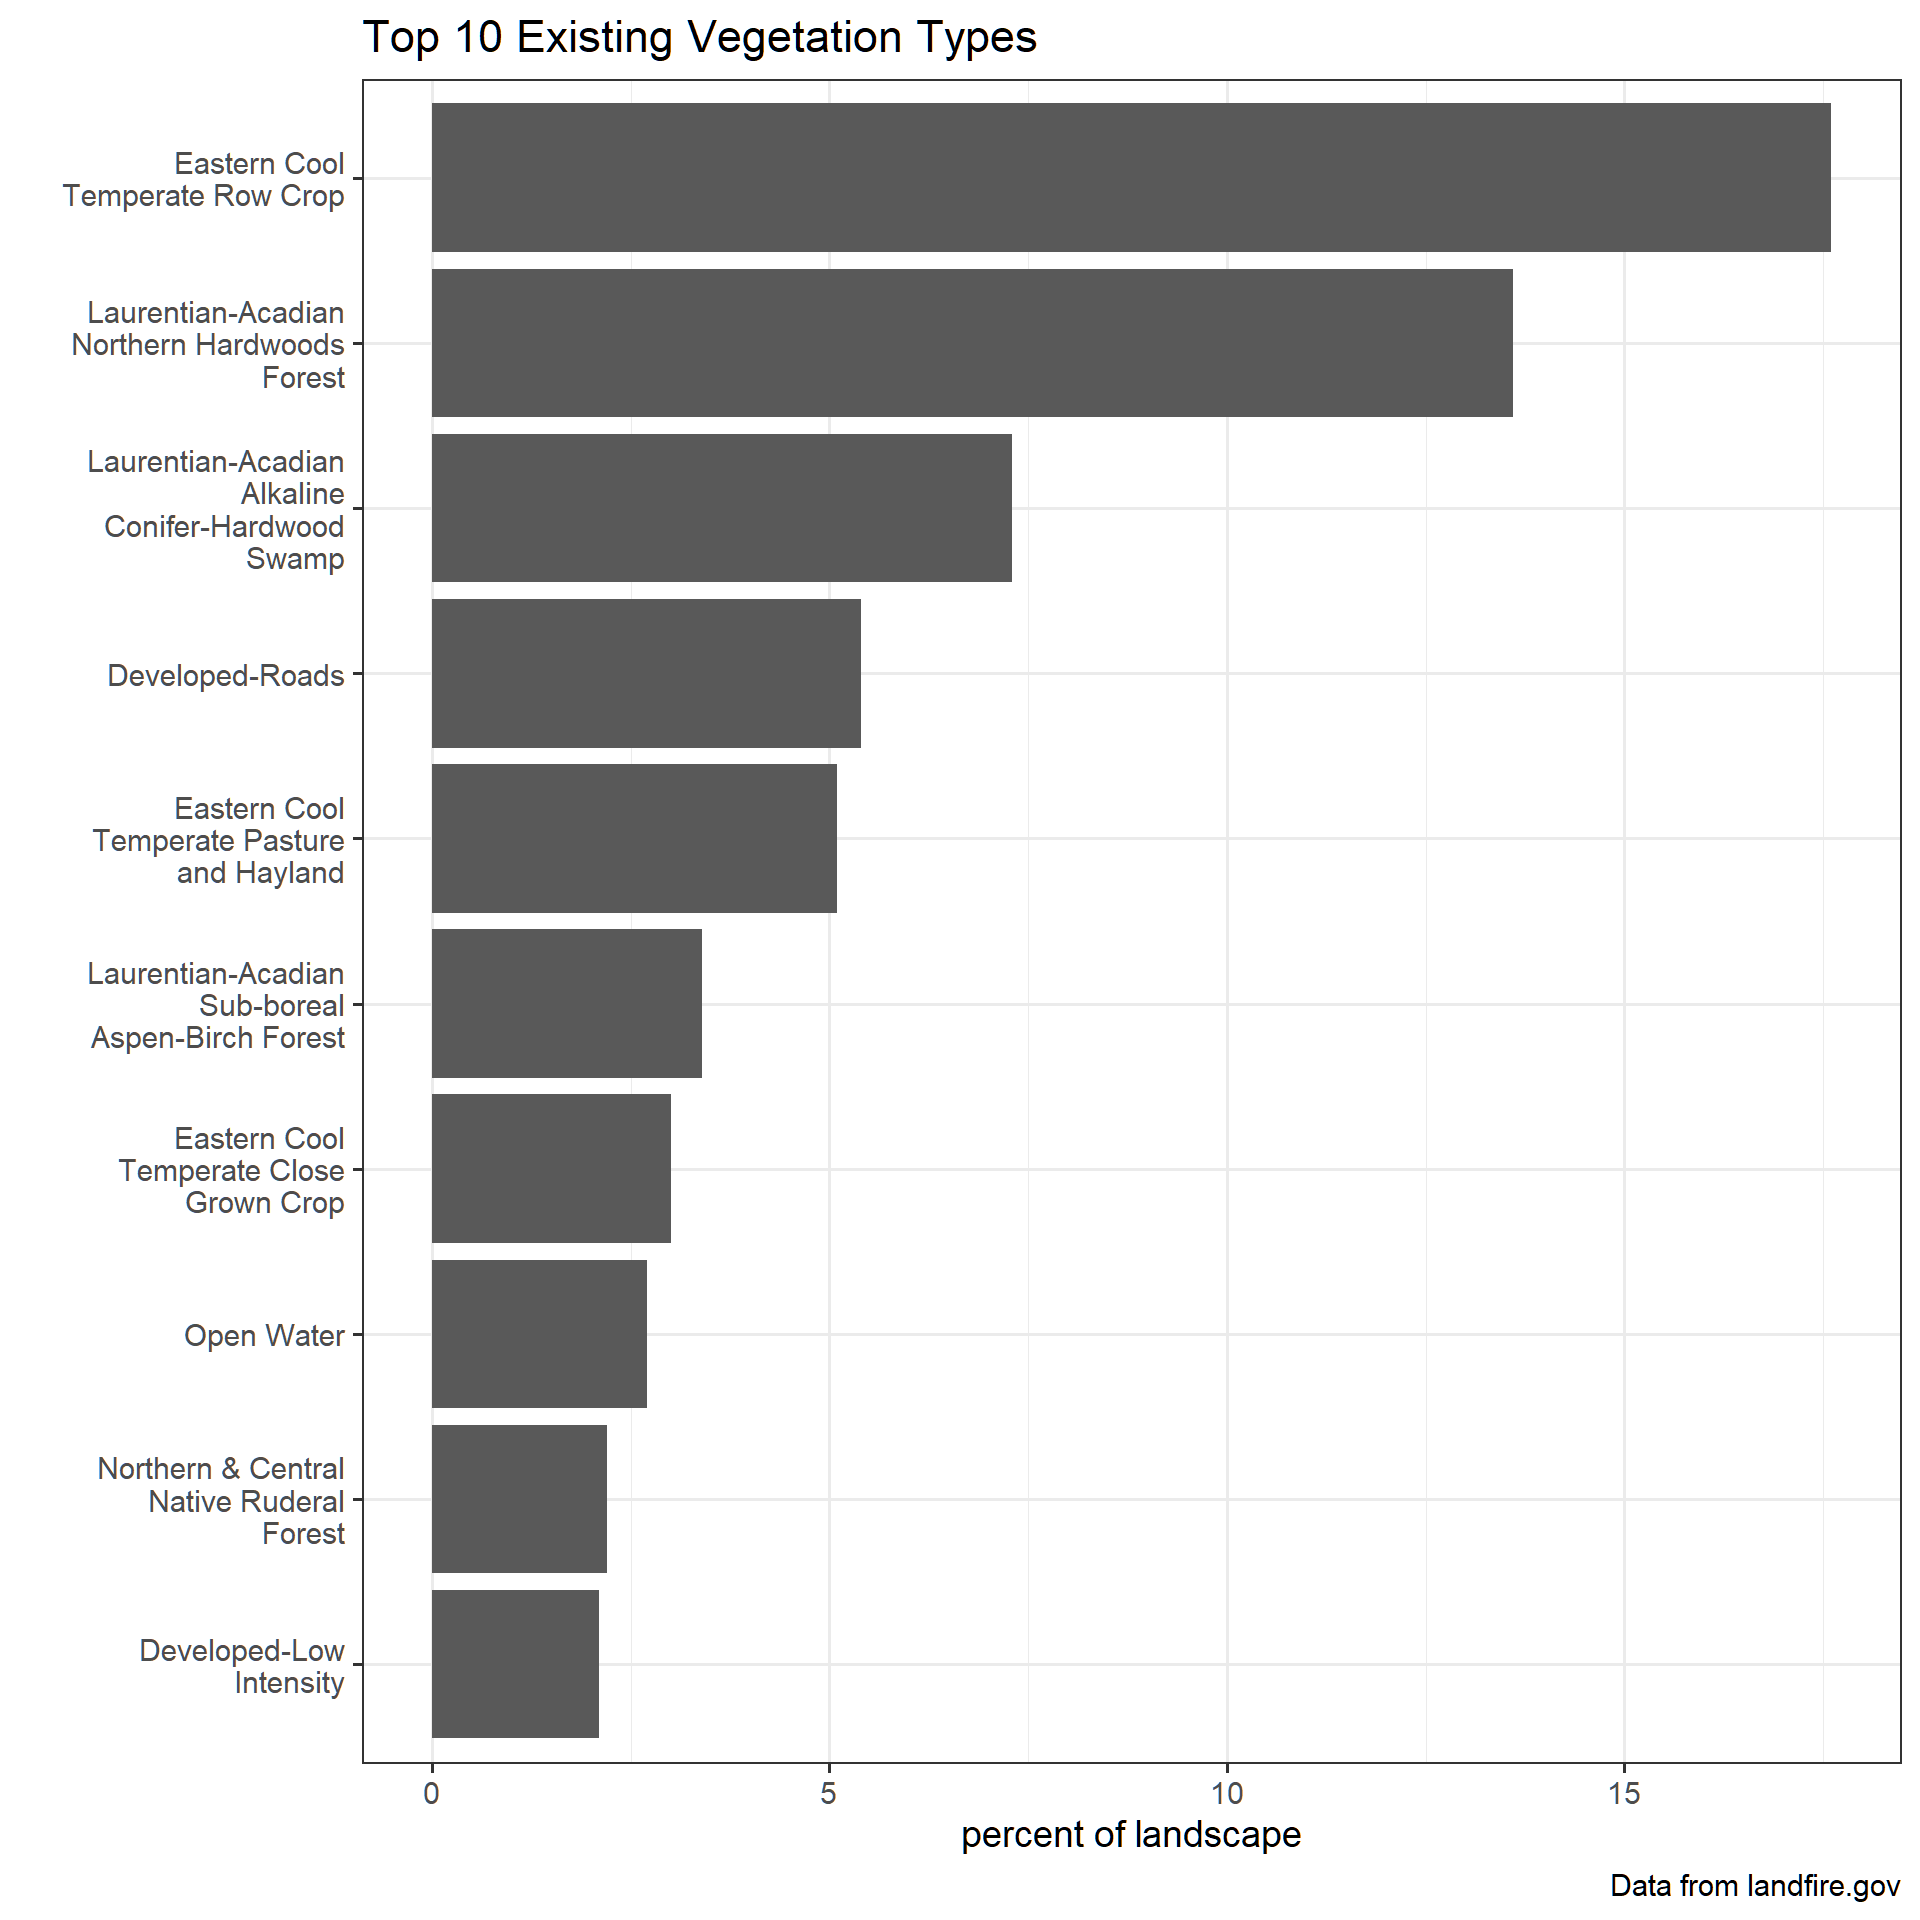 Top 10 Existing Vegetation Types
Eastern Cool
Temperate Row Crop
Laurentian-Acadian
Northern Hardwoods
Forest
Laurentian-Acadian
Alkaline
Conifer-Hardwood
Swamp
Developed-Roads
Eastern Cool
Temperate Pasture
and Hayland
Laurentian-Acadian
Sub-boreal
Aspen-Birch Forest
Eastern Cool
Temperate Close
Grown Crop
Open Water
Northern & Central
Native Ruderal
Forest
Developed-Low
Intensity
0 5 10 15
percent of landscape
Data from landfire.gov